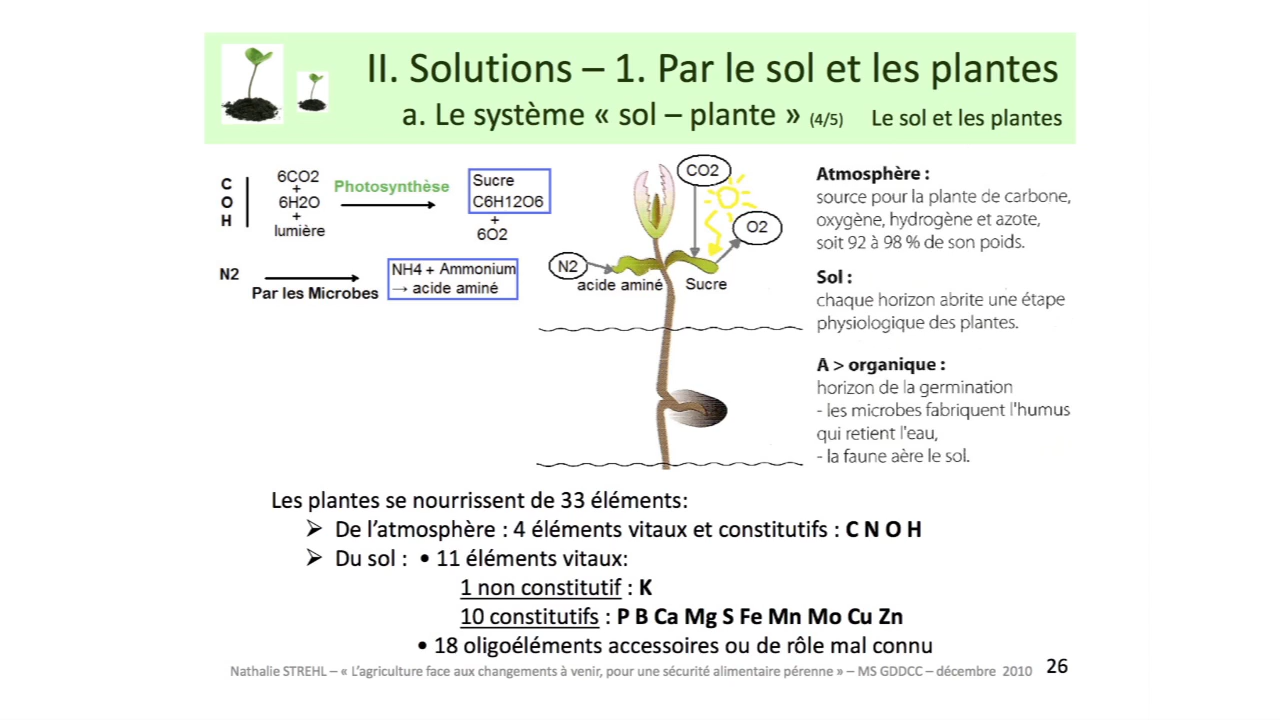 II. Solutions – 1. Par le sol et les plantes
a. Le système « sol – plante » (4/5) Le sol et les plantes
C
O
H
6CO2
+
6H2O
+
lumière
Photosynthèse
Sucre
C6H12O6
+
6O2
N2
Par les Microbes
NH4 + Ammonium
→ acide aminé
CO2
O2
N2
acide aminé
Sucre
Atmosphère :
source pour la plante de carbone,
oxygène, hydrogène et azote,
soit 92 à 98 % de son poids.
Sol :
chaque horizon abrite une étape
physiologique des plantes.
A > organique :
horizon de la germination
- les microbes fabriquent l'humus
qui retient l'eau,
- la faune aère le sol.
Les plantes se nourrissent de 33 éléments:
➢ De l’atmosphère : 4 éléments vitaux et constitutifs : C N O H
➢ Du sol : • 11 éléments vitaux:
1 non constitutif : K
10 constitutifs : P B Ca Mg S Fe Mn Mo Cu Zn
• 18 oligoéléments accessoires ou de rôle mal connu
Nathalie STREHL – « L’agriculture face aux changements à venir, pour une sécurité alimentaire pérenne » – MS GDDCC – décembre 2010 26